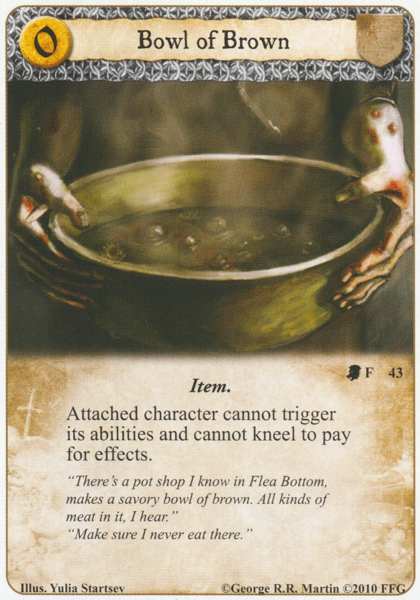 0 Bowl of Brown
F 43
Item.
Attached character cannot trigger
its abilities and cannot kneel to pay
for effects.
“There’s a pot shop I know in Flea Bottom,
makes a savory bowl of brown. All kinds of
meat in it, I hear.”
“Make sure I never eat there.”
Illus. Yulia Startsev ©George R.R. Martin ©2010 FFG